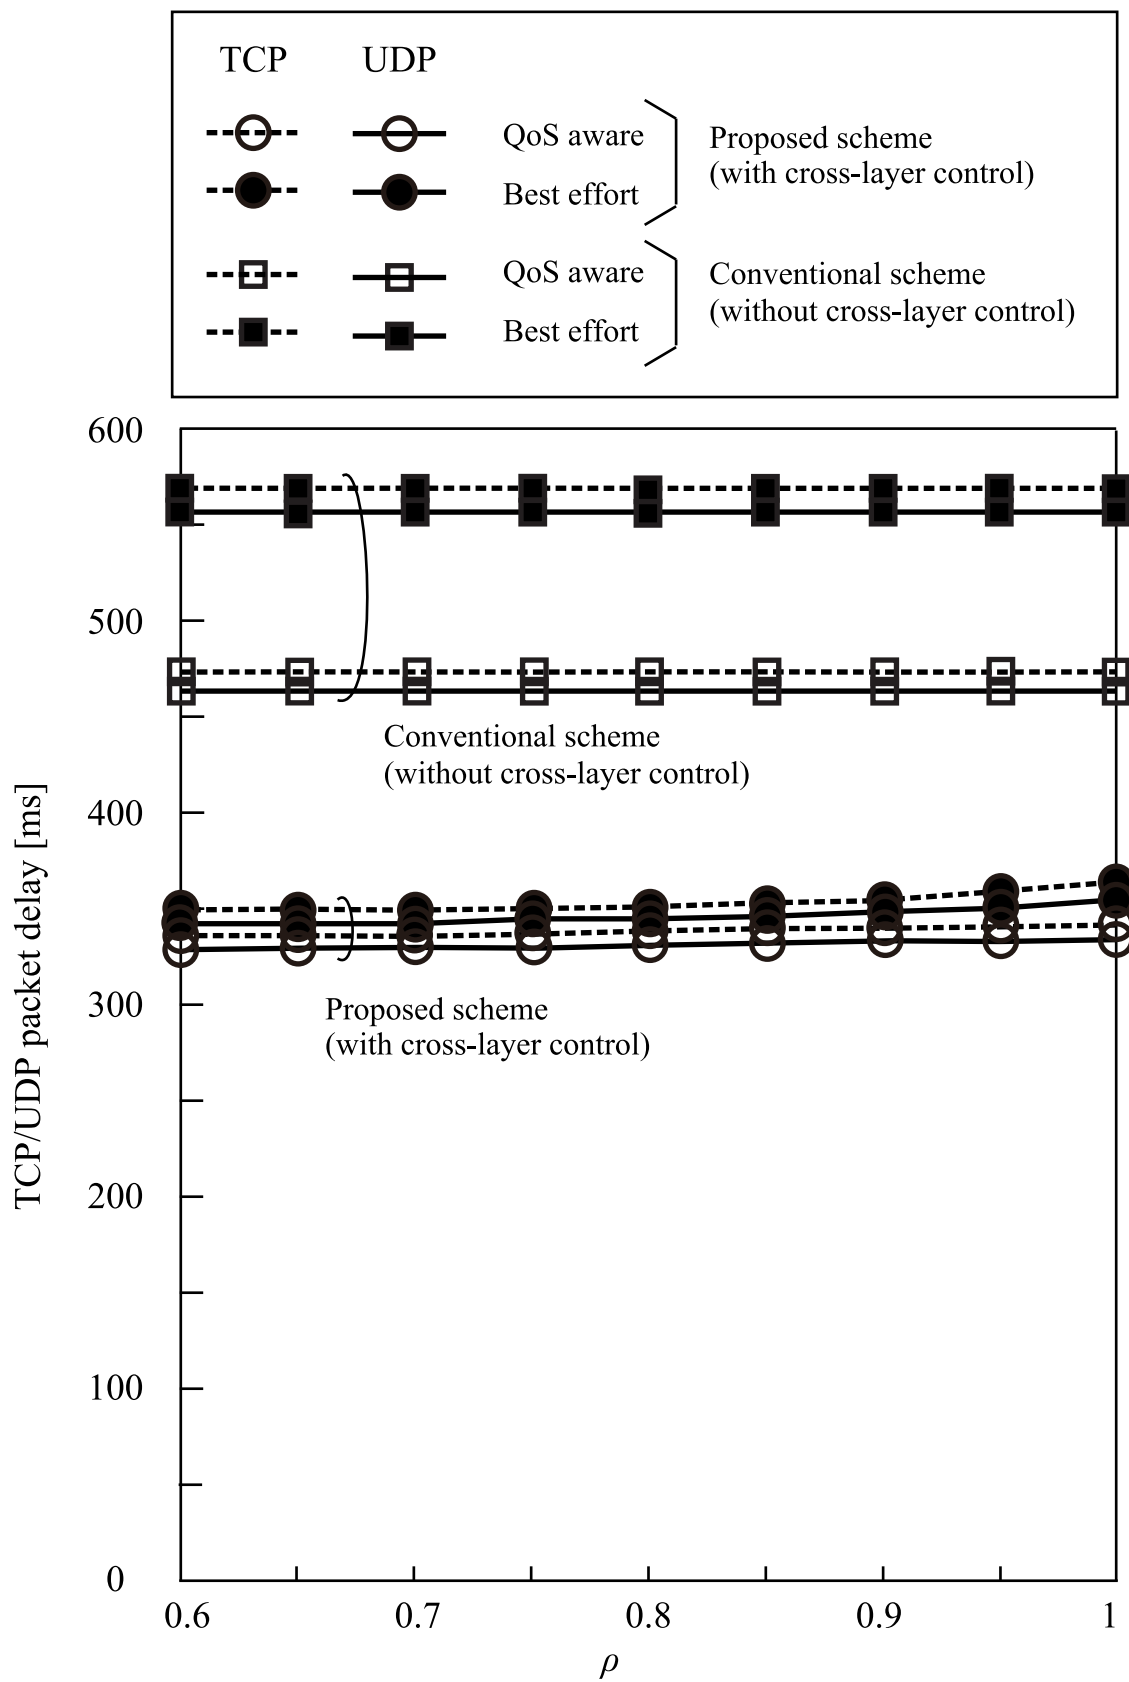 TCP UDP
QoS aware
Best effort
Proposed scheme
(with cross-layer control)
QoS aware
Best effort
Conventional scheme
(without cross-layer control)
600
500
400
300
200
100
0
TCP/UDP packet delay [ms]
Conventional scheme
(without cross-layer control)
Proposed scheme
(with cross-layer control)
0.6 0.7 0.8 0.9 1
ρ